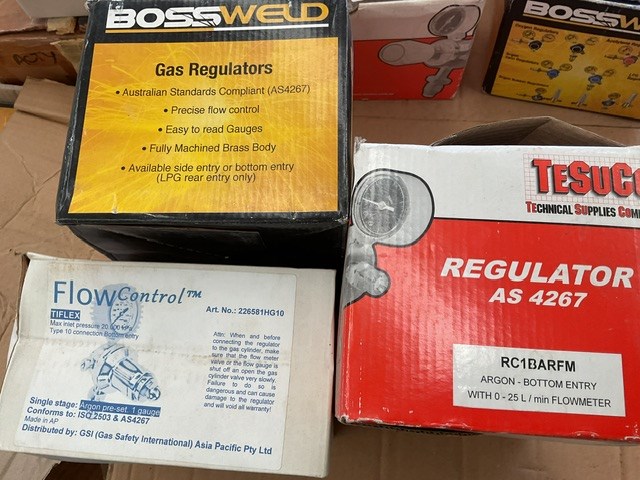 BOSSWELD
Gas Regulators
• Australian Standards Compliant (AS4267)
• Precise flow control
• Easy to read Gauges
• Fully Machined Brass Body
• Available side entry or bottom entry
(LPG rear entry only)
TESUCO
TECHNICAL SUPPLIES COM
REGULATOR
AS 4267
RC1BARFM
ARGON - BOTTOM ENTRY
WITH 0 - 25 L / min FLOWMETER
FlowControl™
TIFLEX
Max inlet pressure 20,000 kPa
Type 10 connection Bottom entry
Art. No.: 226581HG10
Attn: When and before
connecting the regulator
to the gas cylinder, make
sure that the flow meter
valve or the flow gauge is
shut off an open the gas
cylinder valve very slowly.
Failure to do so is
dangerous and can cause
damage to the regulator
and will void all warranty!
Single stage: Argon pre-set, 1 gauge
Conforms to: ISO 2503 & AS4267
Made in AP
Distributed by: GSI (Gas Safety International) Asia Pacific Pty Ltd
BOSSWELD